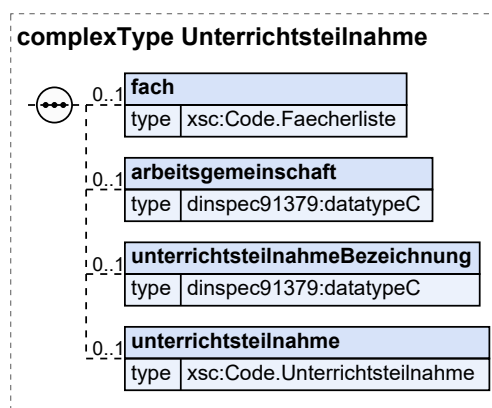 complexType Unterrichtsteilnahme
0..1 fach
type xsc:Code.Faecherliste
0..1 arbeitsgemeinschaft
type dinspec91379:datatypeC
0..1 unterrichtsteilnahmeBezeichnung
type dinspec91379:datatypeC
0..1 unterrichtsteilnahme
type xsc:Code.Unterrichtsteilnahme